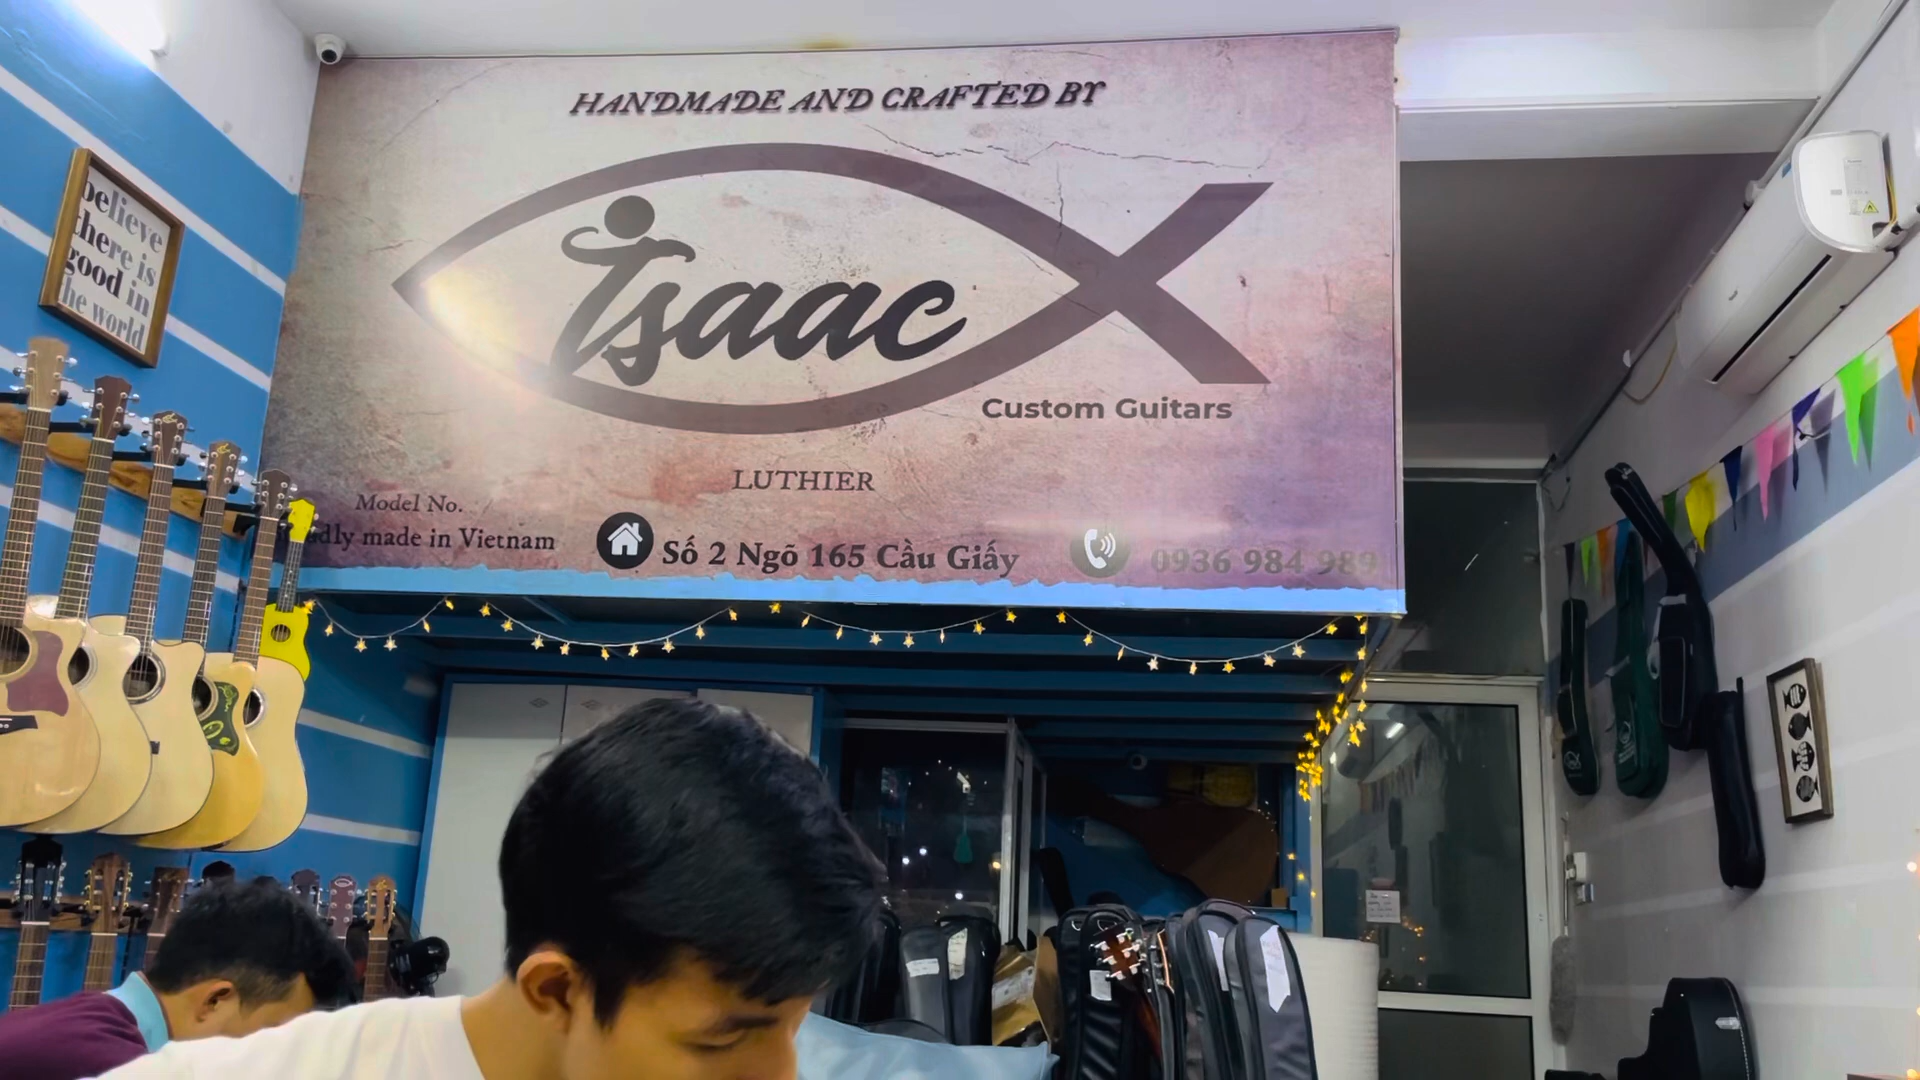 HANDMADE AND CRAFTED BY
Isaac
Custom Guitars
LUTHIER
Model No.
made in Vietnam
Số 2 Ngõ 165 Cầu Giấy
0936 984 989
believe
there is
good in
the world